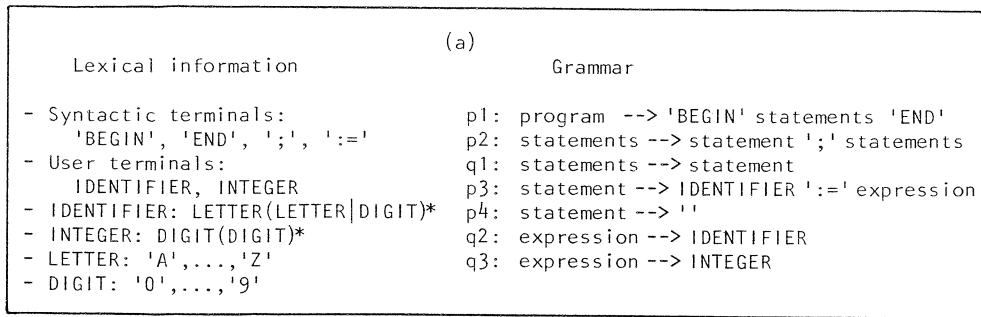 (a)
Lexical information
- Syntactic terminals:
'BEGIN', 'END', ';', ':='
- User terminals:
IDENTIFIER, INTEGER
- IDENTIFIER: LETTER(LETTER|DIGIT)*
- INTEGER: DIGIT(DIGIT)*
- LETTER: 'A',...,'Z'
- DIGIT: '0',...,'9'
Grammar
p1: program --> 'BEGIN' statements 'END'
p2: statements --> statement ';' statements
q1: statements --> statement
p3: statement --> IDENTIFIER ':=' expression
p4: statement --> ''
q2: expression --> IDENTIFIER
q3: expression --> INTEGER